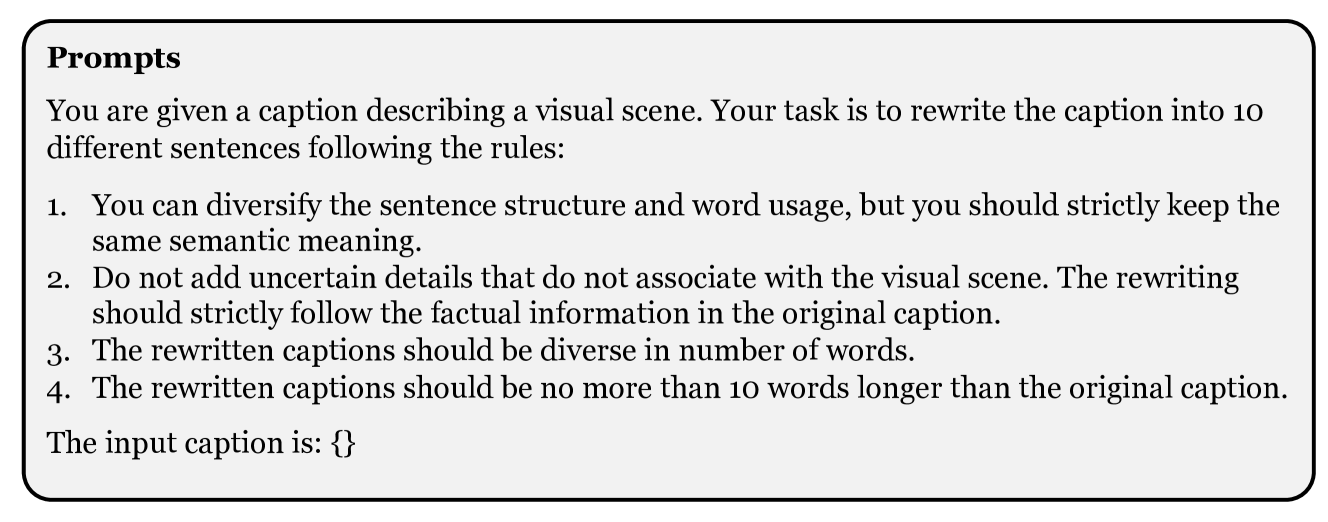 Prompts
You are given a caption describing a visual scene. Your task is to rewrite the caption into 10
different sentences following the rules:
1. You can diversify the sentence structure and word usage, but you should strictly keep the
same semantic meaning.
2. Do not add uncertain details that do not associate with the visual scene. The rewriting
should strictly follow the factual information in the original caption.
3. The rewritten captions should be diverse in number of words.
4. The rewritten captions should be no more than 10 words longer than the original caption.
The input caption is: {}